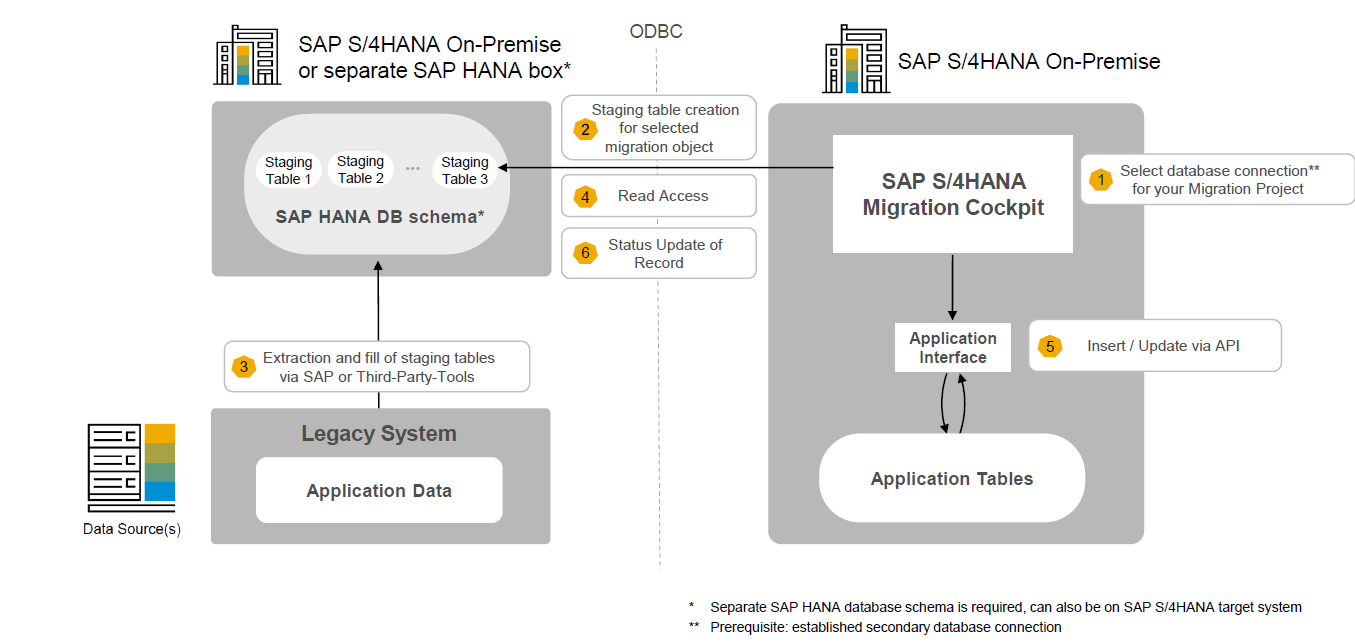 SAP S/4HANA On-Premise
or separate SAP HANA box*
ODBC
SAP S/4HANA On-Premise
2
Staging table creation
for selected
migration object
Staging
Table 1
Staging
Table 2
...
Staging
Table 3
SAP HANA DB schema*
4
Read Access
6
Status Update of
Record
SAP S/4HANA
Migration Cockpit
1
Select database connection**
for your Migration Project
3
Extraction and fill of staging tables
via SAP or Third-Party-Tools
Application
Interface
5
Insert / Update via API
Legacy System
Application Data
Data Source(s)
Application Tables
* Separate SAP HANA database schema is required, can also be on SAP S/4HANA target system
** Prerequisite: established secondary database connection